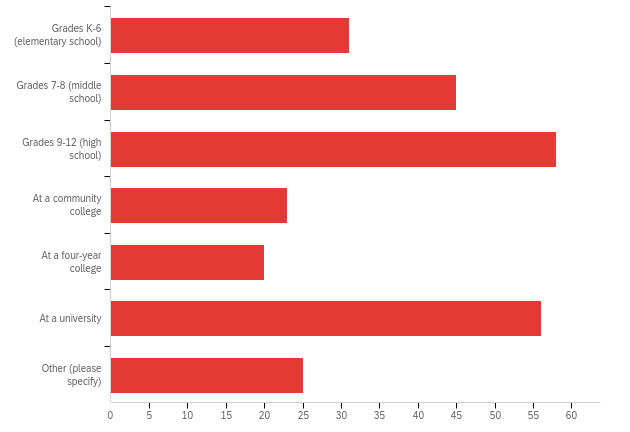 Grades K-6
(elementary school)
Grades 7-8 (middle
school)
Grades 9-12 (high
school)
At a community
college
At a four-year
college
At a university
Other (please
specify)
0 5 10 15 20 25 30 35 40 45 50 55 60